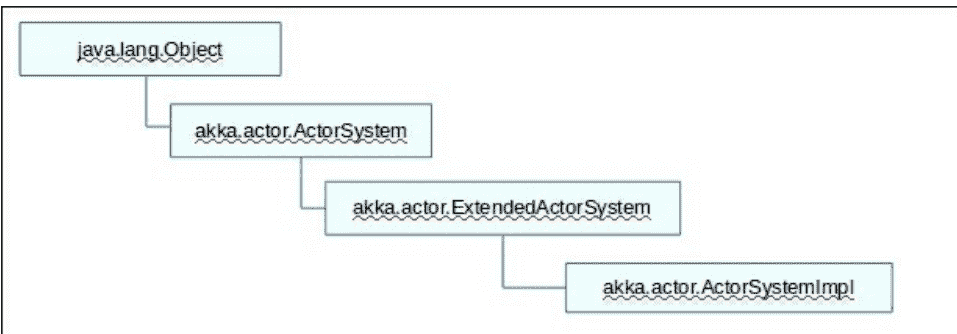 java.lang.Object
akka.actor.ActorSystem
akka.actor.ExtendedActorSystem
akka.actor.ActorSystemImpl